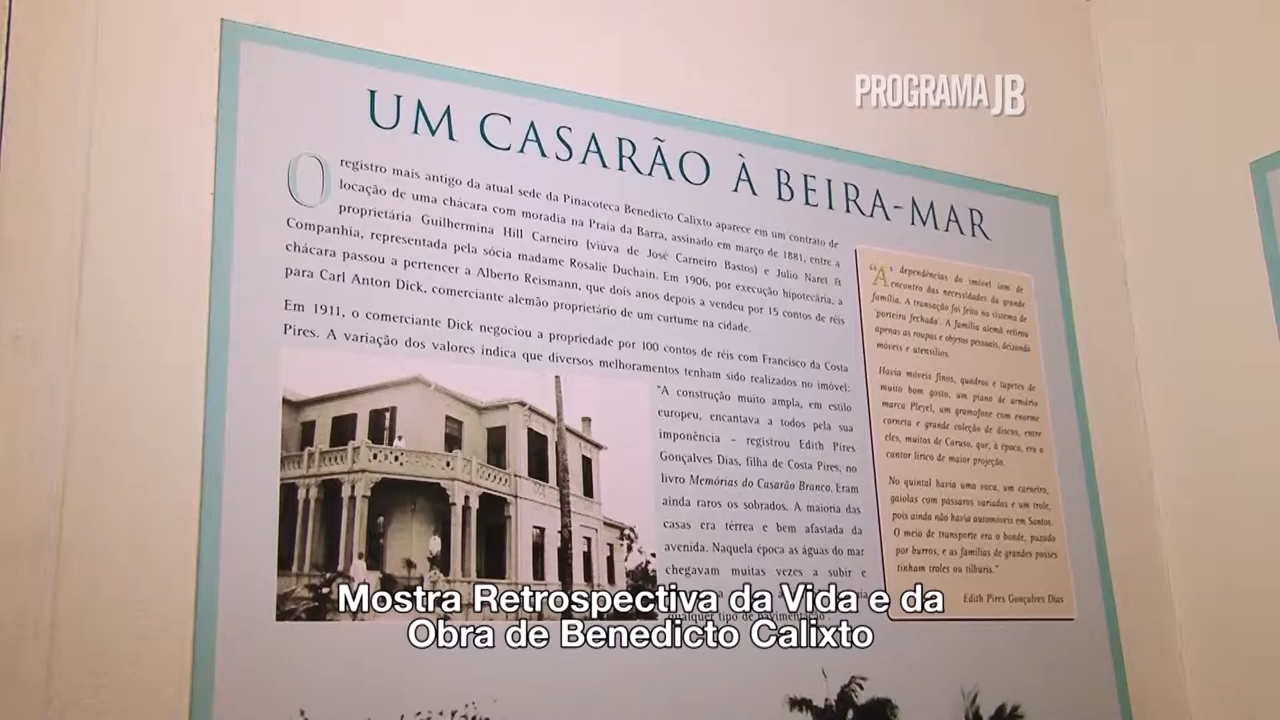 PROGRAMA JB
UM CASARÃO À BEIRA-MAR
O registro mais antigo da atual sede da Pinacoteca Benedicto Calixto aparece em um contrato de
locação de uma chácara com moradia na Praia da Barra, assinado em março de 1881, entre a
proprietária Guilhermina Hill Carneiro (viúva de José Carneiro Bastos) e Julio Naret &
Companhia, representada pela sócia madame Rosalie Duchain. Em 1906, por execução hipotecária, a
chácara passou a pertencer a Alberto Reismann, que dois anos depois a vendeu por 15 contos de réis
para Carl Anton Dick, comerciante alemão proprietário de um curtume na cidade.
Em 1911, o comerciante Dick negociou a propriedade por 100 contos de réis com Francisco da Costa
Pires. A variação dos valores indica que diversos melhoramentos tenham sido realizados no imóvel:
"A construção muito ampla, em estilo
europeu, encantava a todos pela sua
imponência – registrou Edith Pires
Gonçalves Dias, filha de Costa Pires, no
livro Memórias do Casarão Branco. Eram
ainda raros os sobrados. A maioria das
casas era térrea e bem afastada da
avenida. Naquela época as águas do mar
chegavam muitas vezes a subir e
qualquer tipo de pavimentação".
"As dependências do imóvel iam de
encontro das necessidades da grande
família. A transação foi feita no sistema de
'porteira fechada'. A família alemã retirou
apenas as roupas e objetos pessoais, deixando
móveis e utensílios.
Havia móveis finos, quadros e tapetes de
muito bom gosto, um piano de armário
marca Pleyel, um gramofone com enorme
corneta e grande coleção de discos, entre
eles, muitos de Caruso, que, à época, era o
cantor lírico de maior projeção.
No quintal havia uma vaca, um carneiro,
gaiolas com pássaros variados e um trole,
pois ainda não havia automóveis em Santos.
O meio de transporte era o bonde, puxado
por burros, e as famílias de grandes posses
tinham troles ou tilburis."
Edith Pires Gonçalves Dias
Mostra Retrospectiva da Vida e da
Obra de Benedicto Calixto